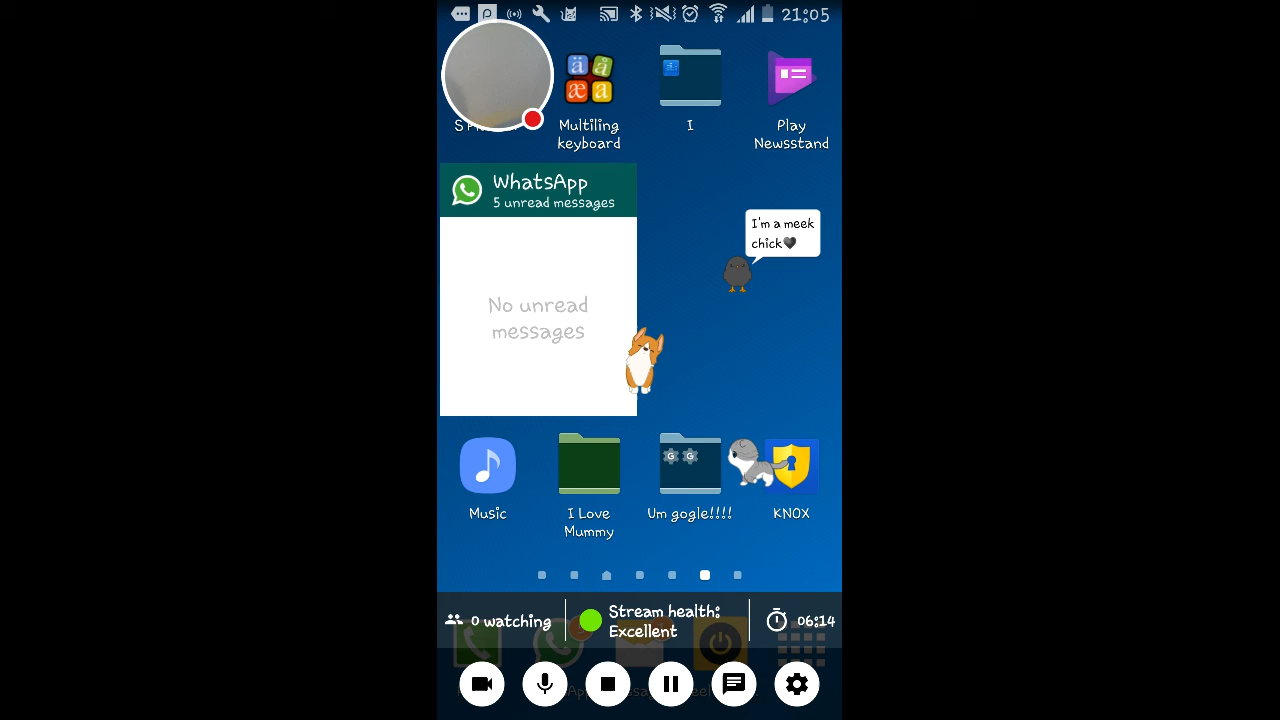 21:05
Multiling
keyboard
I
Play
Newsstand
WhatsApp
5 unread messages
I'm a meek
chick🖤
No unread
messages
Music
I Love
Mummy
Um gogle!!!!
KNOX
0 watching
Stream health:
Excellent
06:14